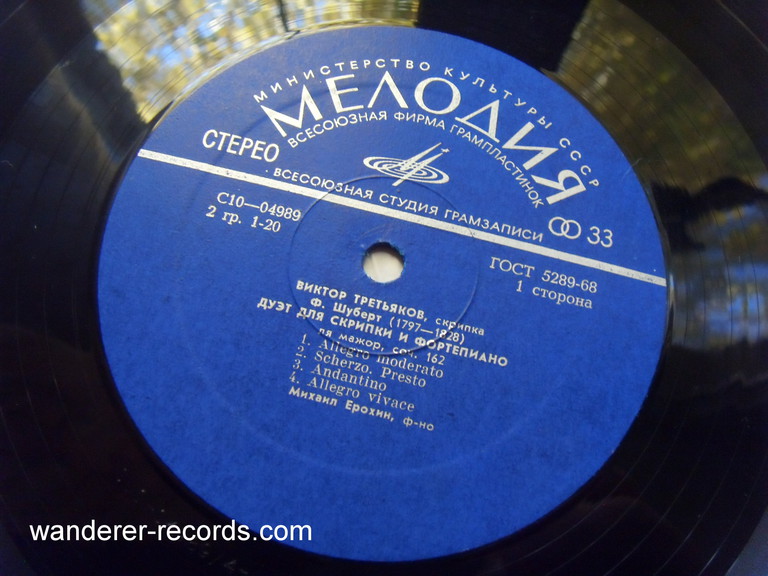 МИНИСТЕРСТВО КУЛЬТУРЫ СССР
МЕЛОДИЯ
ВСЕСОЮЗНАЯ ФИРМА ГРАМПЛАСТИНОК
СТЕРЕО
ВСЕСОЮЗНАЯ СТУДИЯ ГРАМЗАПИСИ
33
С10—04989
2 гр. 1-20
ГОСТ 5289-68
1 сторона
ВИКТОР ТРЕТЬЯКОВ, скрипка
Ф. Шуберт (1797—1828)
ДУЭТ ДЛЯ СКРИПКИ И ФОРТЕПИАНО
ля мажор, соч. 162
1. Allegro moderato
2. Scherzo. Presto
3. Andantino
4. Allegro vivace
Михаил Ерохин, ф-но
wanderer-records.com